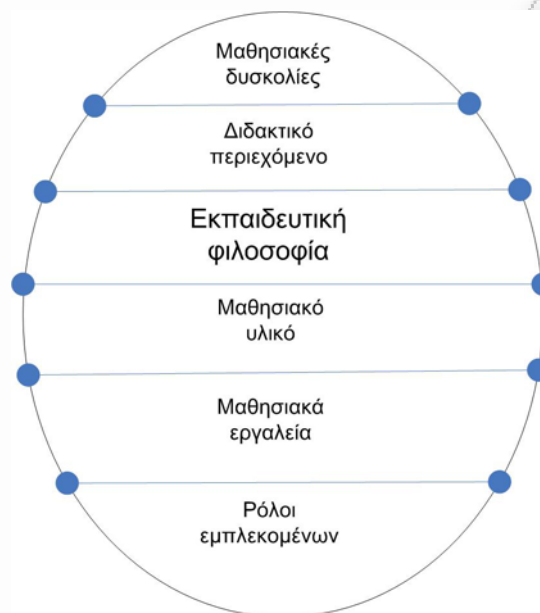 Μαθησιακές
δυσκολίες
Διδακτικό
περιεχόμενο
Εκπαιδευτική
φιλοσοφία
Μαθησιακό
υλικό
Μαθησιακά
εργαλεία
Ρόλοι
εμπλεκομένων